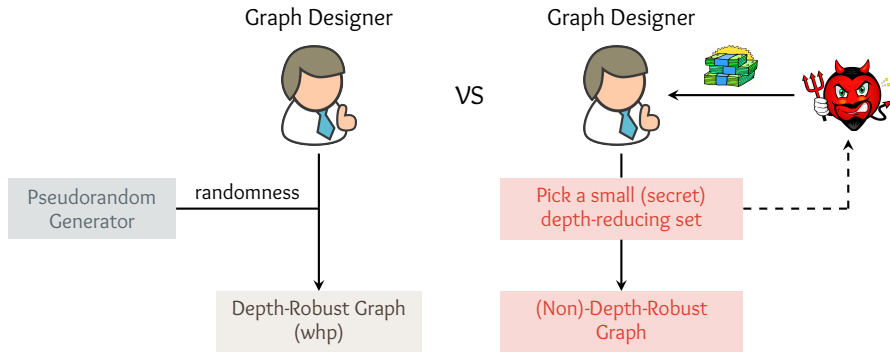 Graph Designer
Graph Designer
VS
Pseudorandom
Generator
randomness
Pick a small (secret)
depth-reducing set
Depth-Robust Graph
(whp)
(Non)-Depth-Robust
Graph